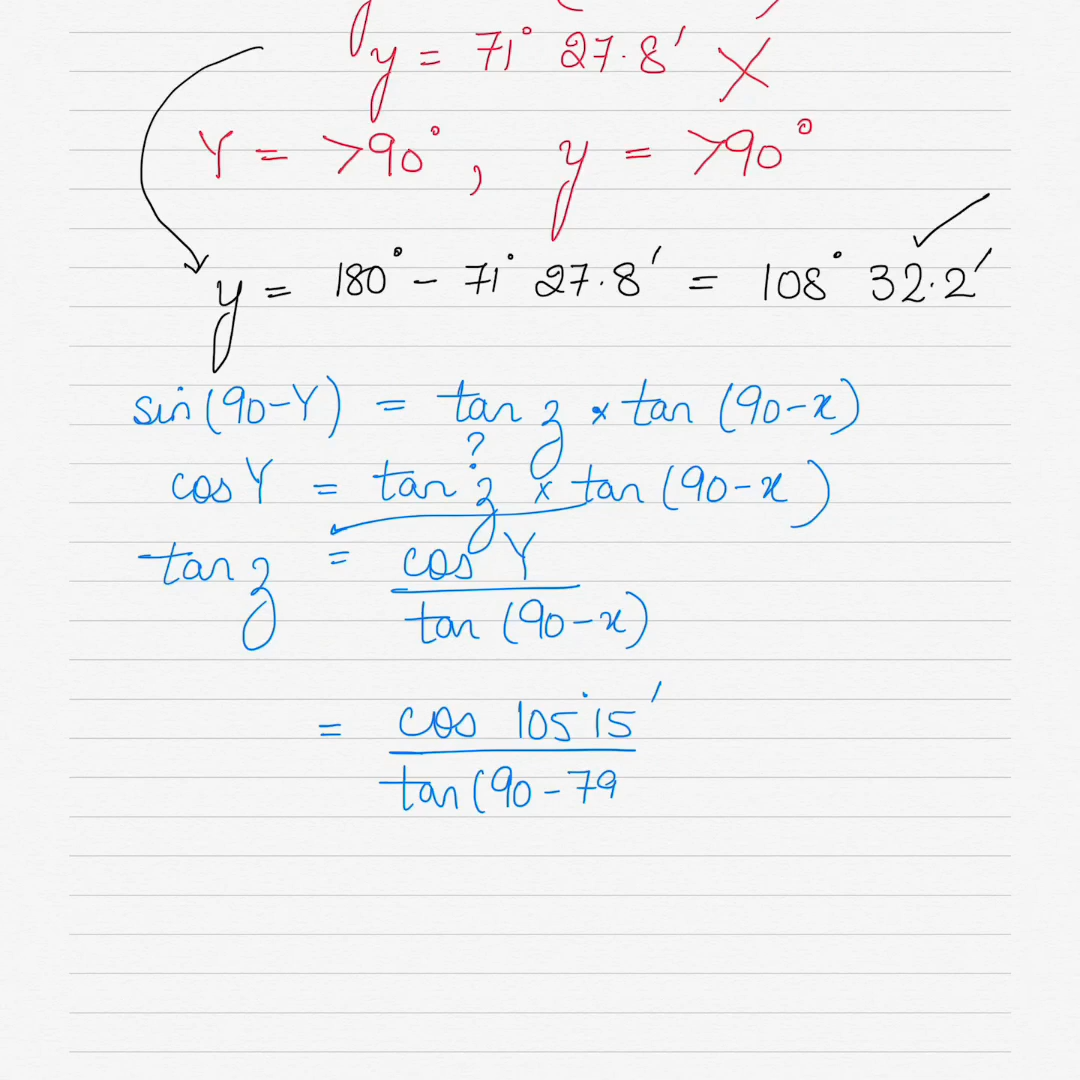 y = 71° 27.8' X
Y = >90°, y = >90°
y = 180° - 71° 27.8' = 108° 32.2'
sin(90-Y) = tan z × tan (90-x)
?
cos Y = tan z × tan (90-x)
tan z = cos Y
tan (90-x)
= cos 105° 15'
tan (90-79